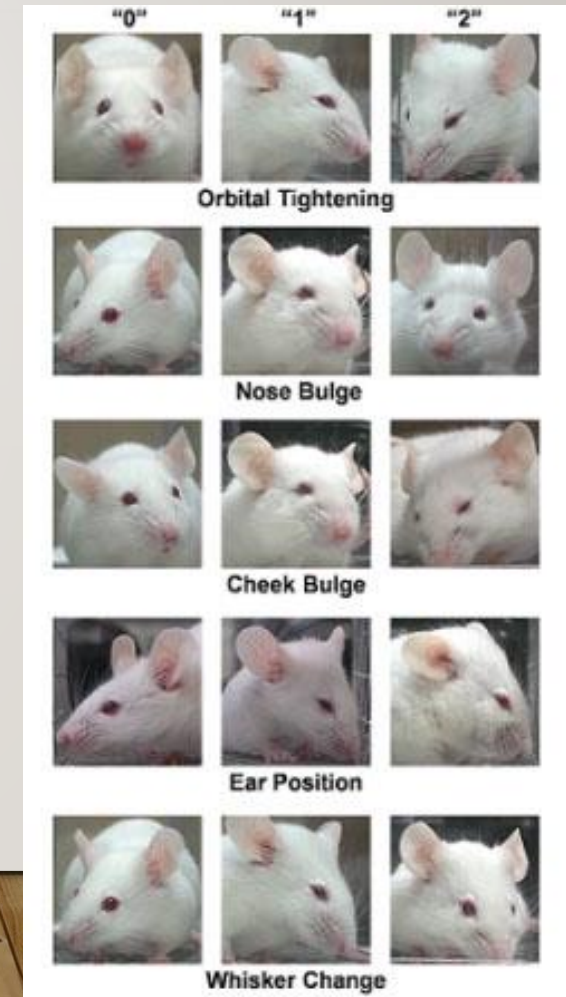 “0” “1” “2”
Orbital Tightening
Nose Bulge
Cheek Bulge
Ear Position
Whisker Change